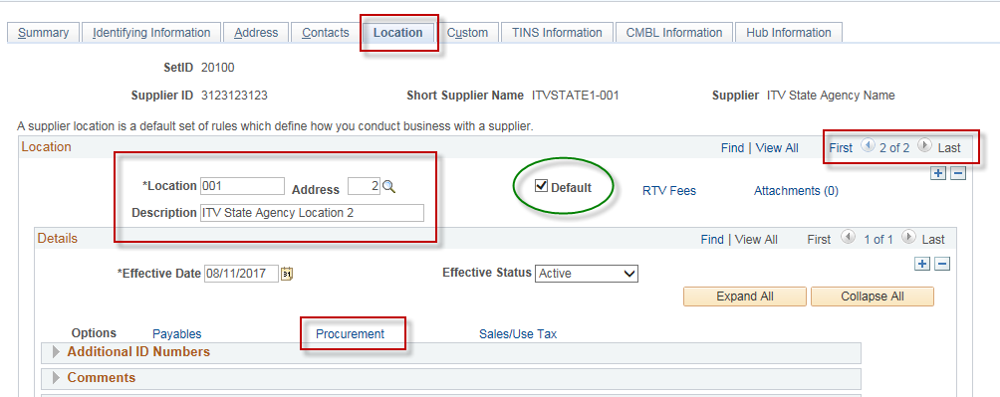 Summary Identifying Information Address Contacts Location Custom TINS Information CMBL Information Hub Information
SetID 20100
Supplier ID 3123123123 Short Supplier Name ITVSTATE1-001 Supplier ITV State Agency Name
A supplier location is a default set of rules which define how you conduct business with a supplier.
Location Find | View All First 2 of 2 Last
*Location 001 Address 2 Default RTV Fees Attachments (0)
Description ITV State Agency Location 2
Details Find | View All First 1 of 1 Last
*Effective Date 08/11/2017 31 Effective Status Active
Expand All Collapse All
Options Payables Procurement Sales/Use Tax
Additional ID Numbers
Comments